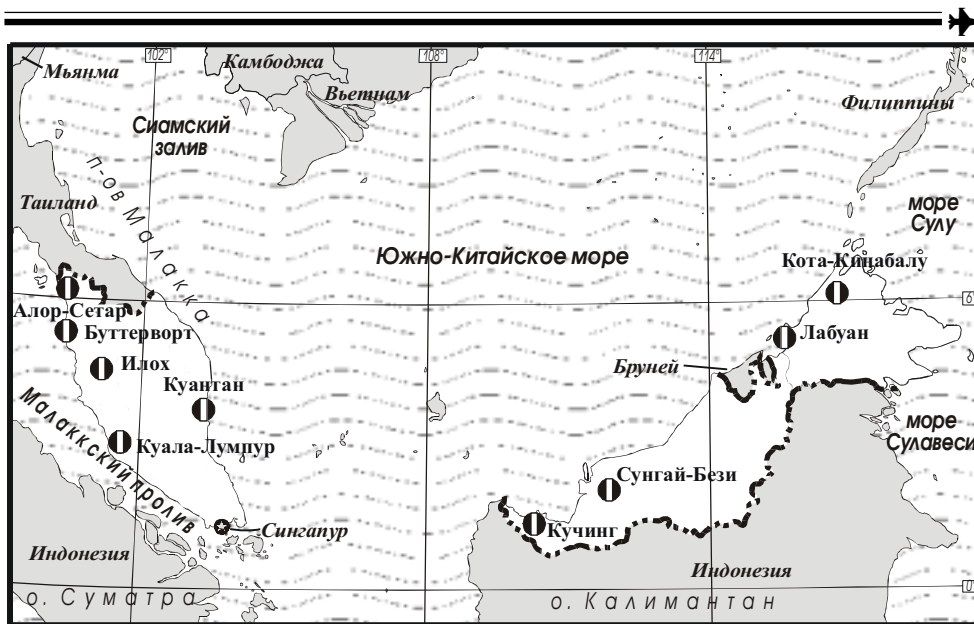 102°
108°
114°
Мьянма
Камбоджа
Вьетнам
Филиппины
Сиамский
залив
п-ов Малакка
Таиланд
море
Сулу
Южно-Китайское море
Кота-Кинабалу
6
Алор-Сетар
Буттерворт
Лабуан
Илох
Бруней
Куантан
Малаккский пролив
Куала-Лумпур
море
Сулавеси
Сунгай-Бези
Сингапур
Кучинг
Индонезия
Индонезия
0
о. Суматра
о. Калимантан